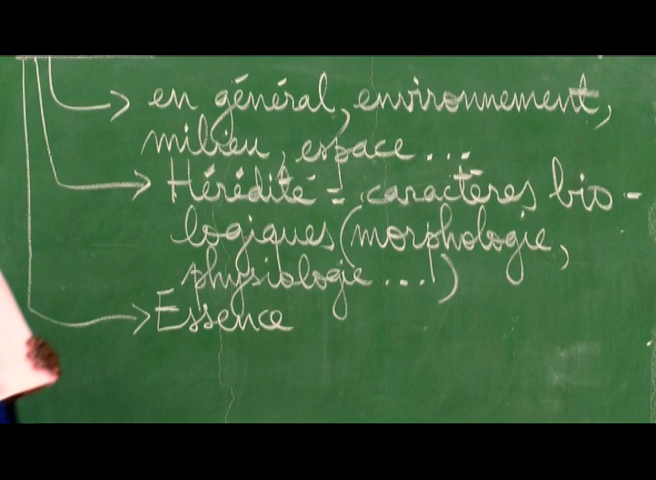 → en général, environnement,
milieu, espace...
→ Hérédité = caractères bio-
logiques (morphologie,
physiologie...)
→ Essence